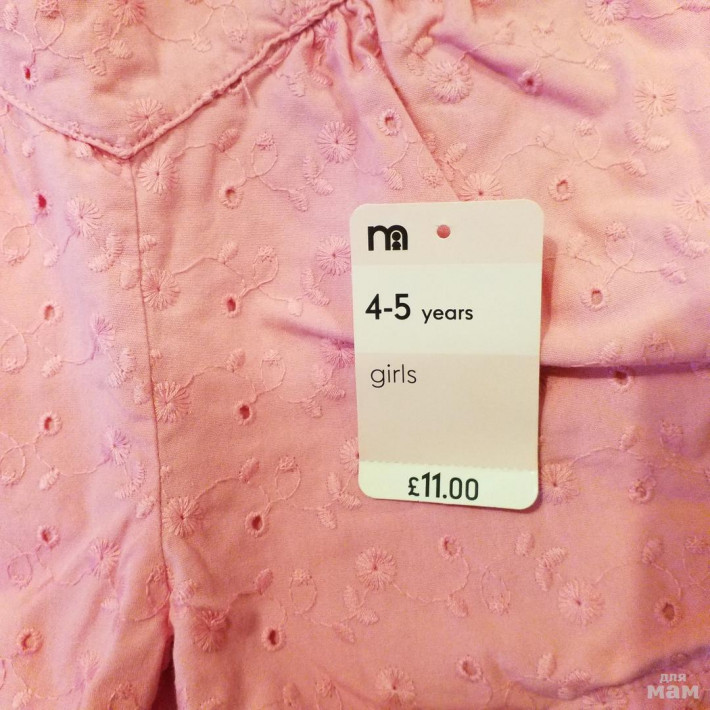 m
4-5 years
girls
£11.00
для
мам